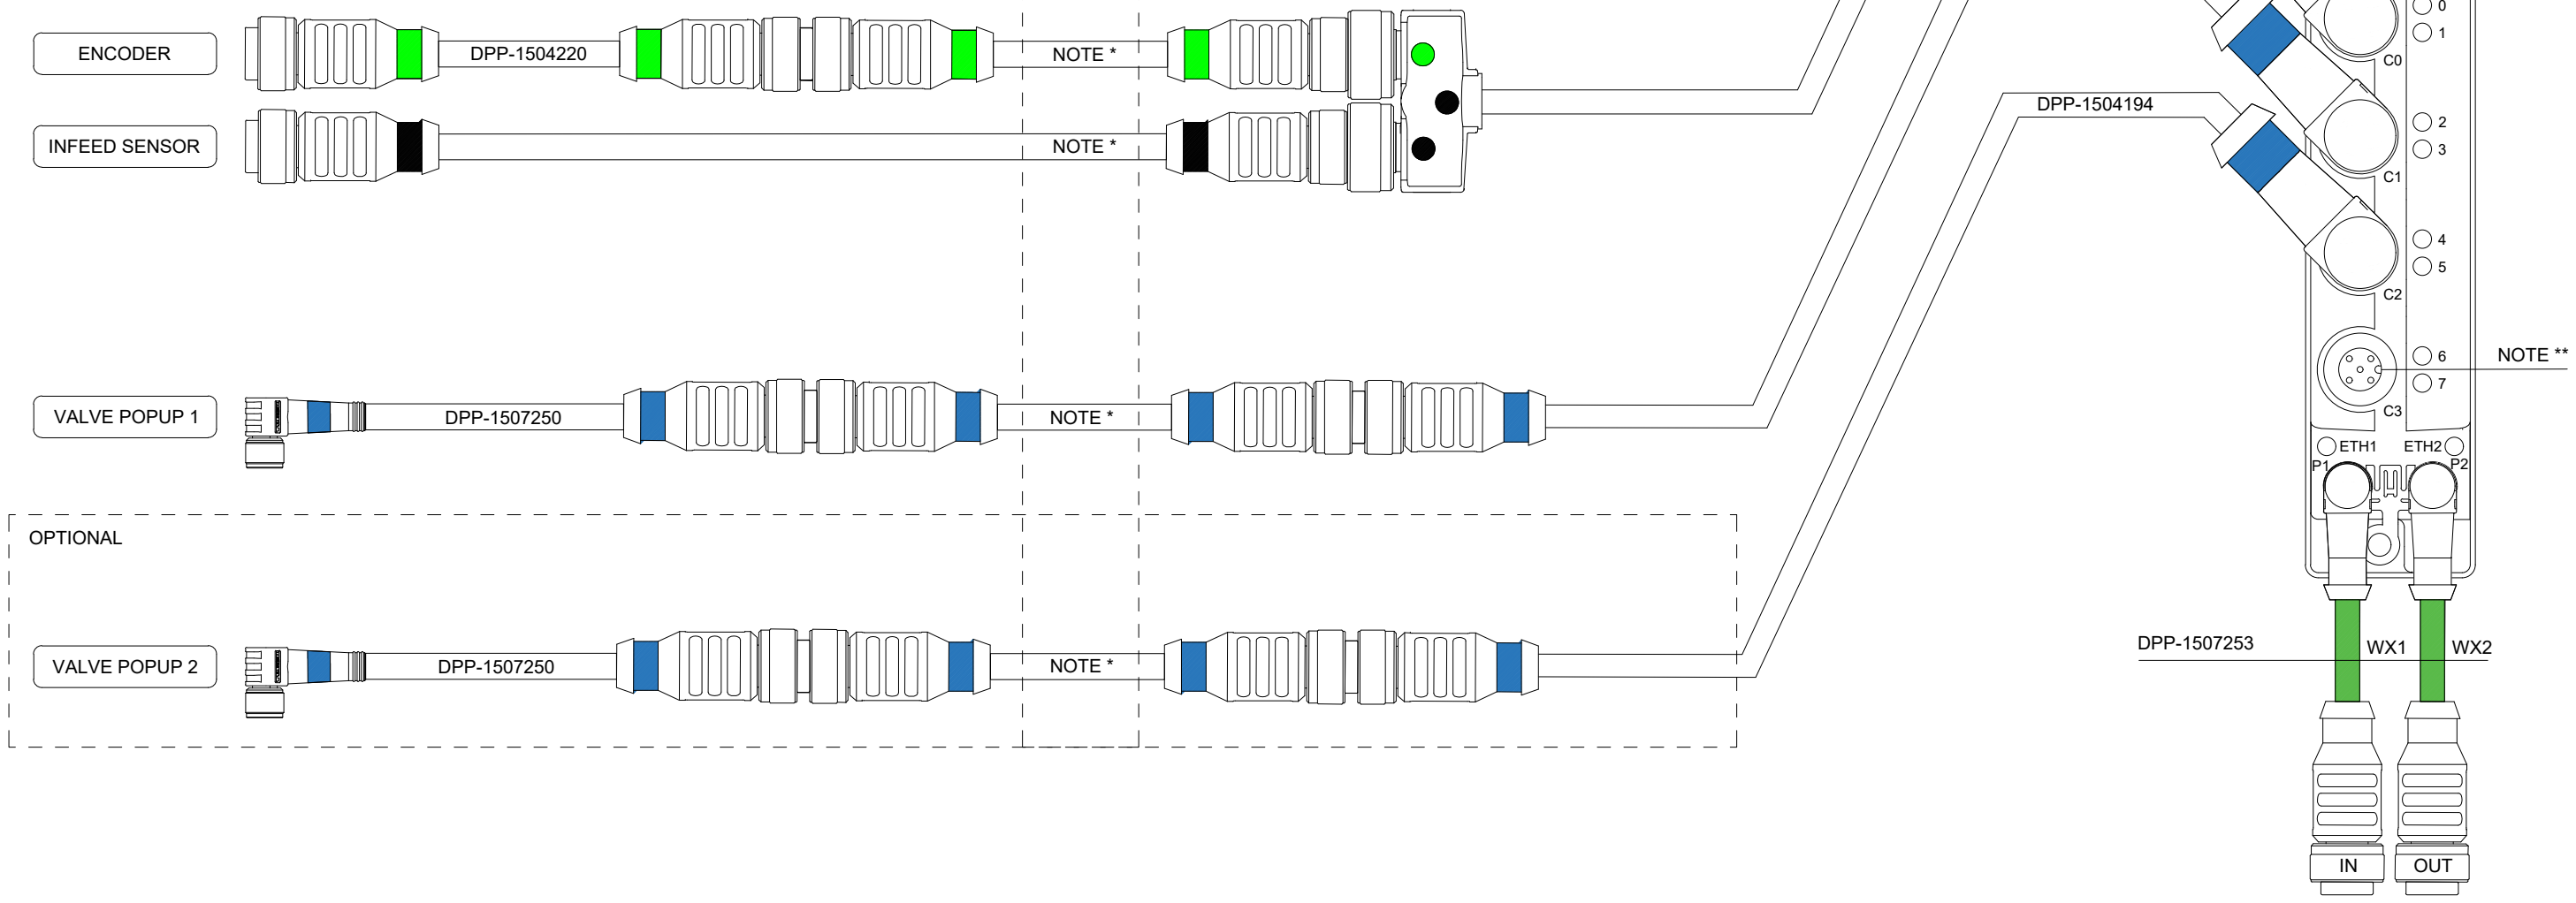 ENCODER
DPP-1504220
NOTE *
0
1
C0
DPP-1504194
INFEED SENSOR
NOTE *
2
3
C1
4
5
C2
NOTE **
6
7
C3
VALVE POPUP 1
DPP-1507250
NOTE *
ETH1
ETH2
P1
P2
OPTIONAL
VALVE POPUP 2
DPP-1507250
NOTE *
DPP-1507253
WX1
WX2
IN
OUT